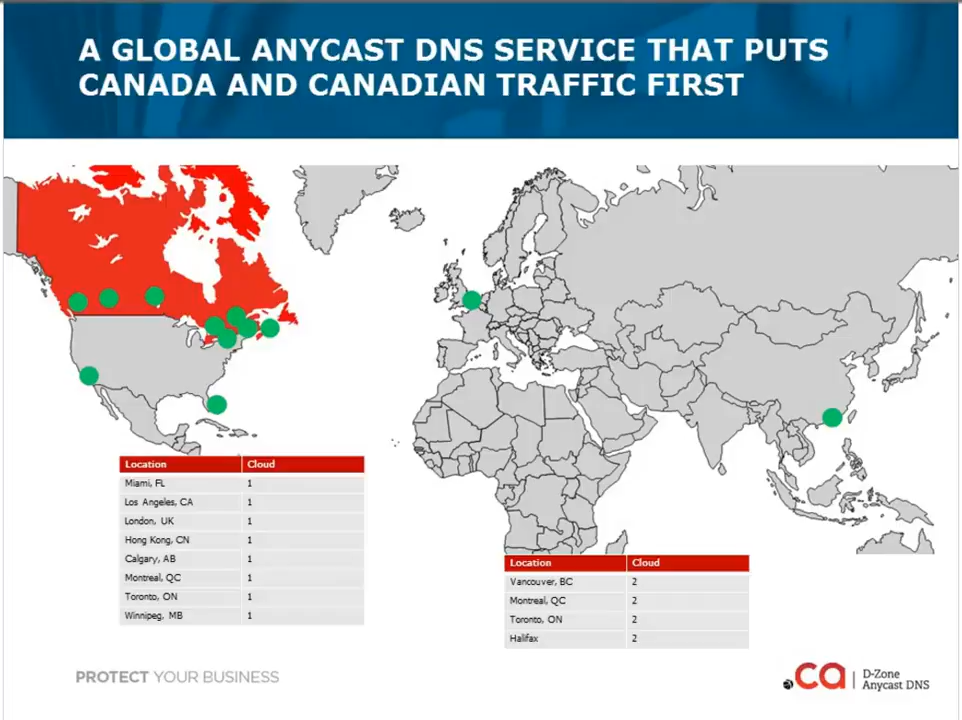 A GLOBAL ANYCAST DNS SERVICE THAT PUTS
CANADA AND CANADIAN TRAFFIC FIRST
Location Cloud
Miami, FL 1
Los Angeles, CA 1
London, UK 1
Hong Kong, CN 1
Calgary, AB 1
Montreal, QC 1
Toronto, ON 1
Winnipeg, MB 1
Location Cloud
Vancouver, BC 2
Montreal, QC 2
Toronto, ON 2
Halifax 2
PROTECT YOUR BUSINESS
.ca | D-Zone
Anycast DNS